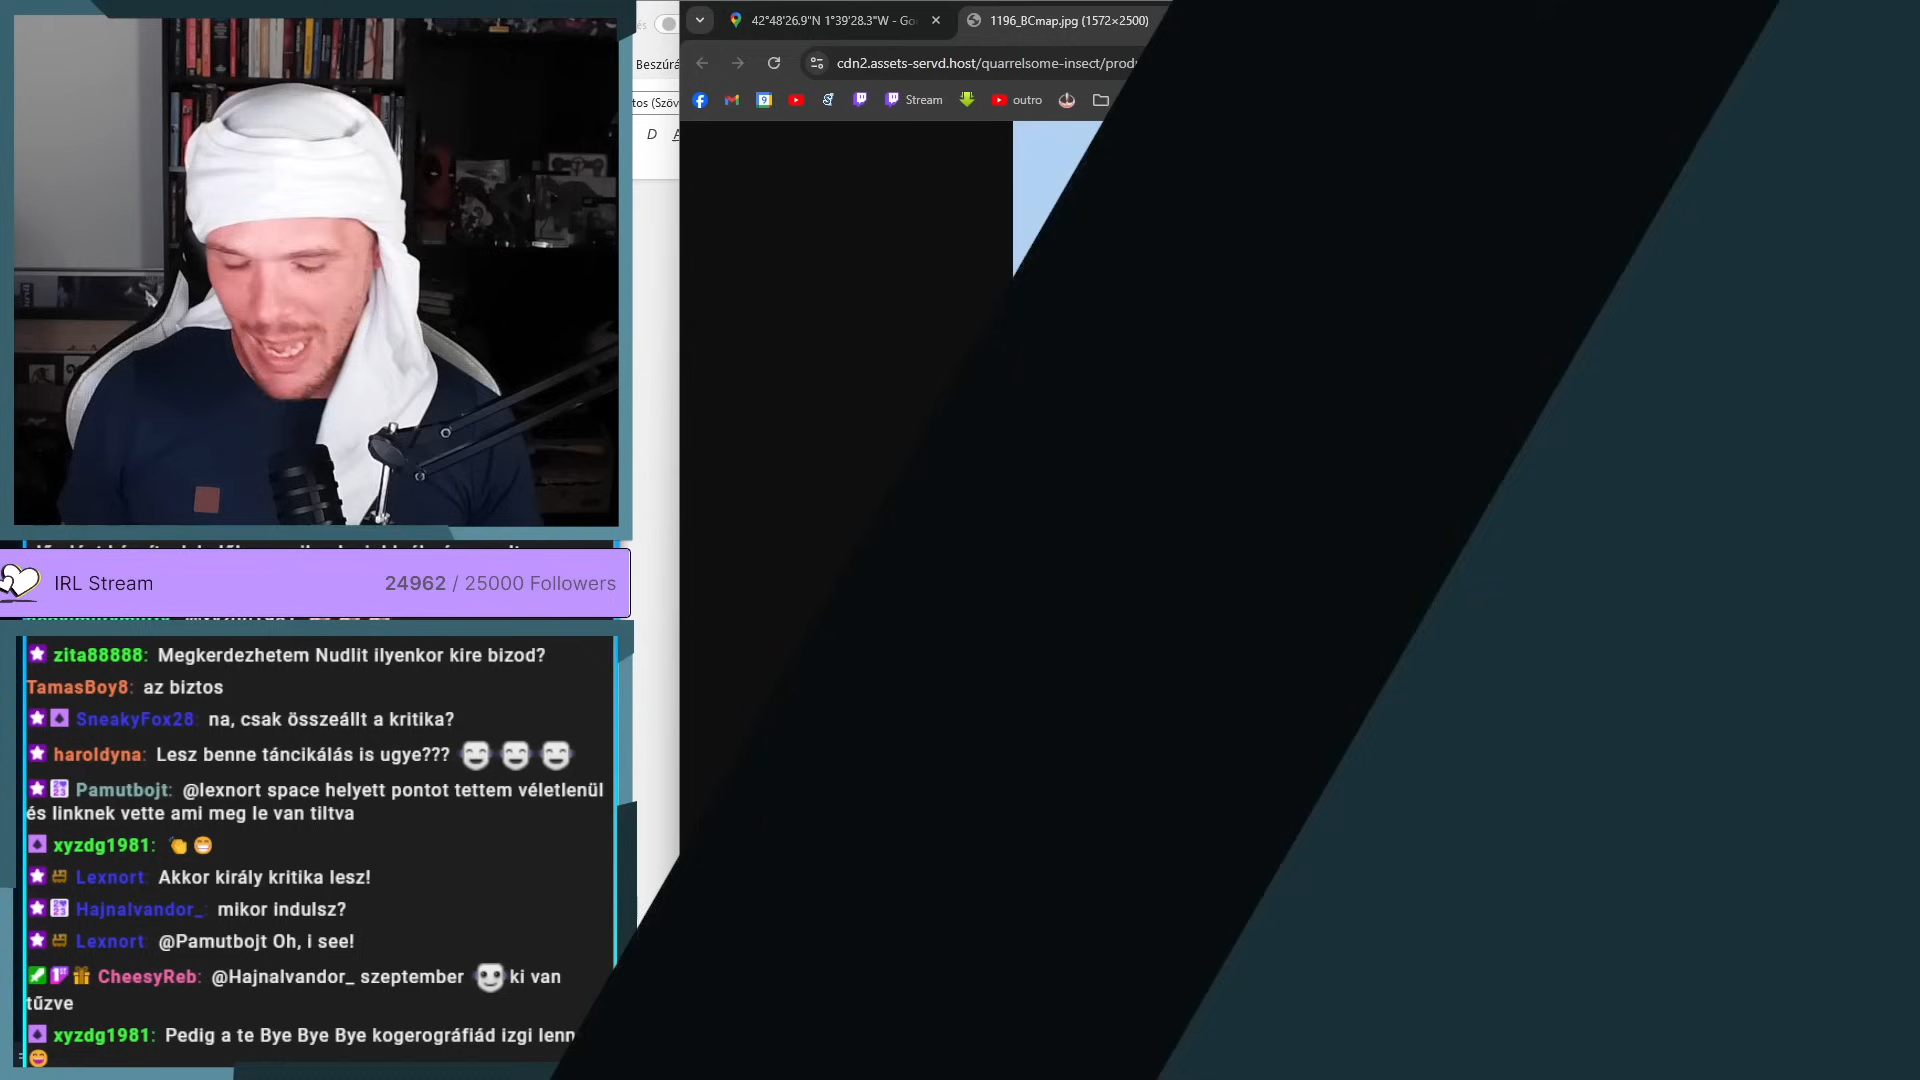 42°48'26.9"N 1°39'28.3"W - Go
1196_BCmap.jpg (1572×2500)
Beszúrá
cdn2.assets-servd.host/quarrelsome-insect/prod
Stream
outro
D
IRL Stream
24962 / 25000 Followers
zita88888: Megkerdezhetem Nudlit ilyenkor kire bizod?
TamasBoy8: az biztos
SneakyFox28: na, csak összeállt a kritika?
haroldyna: Lesz benne táncikálás is ugye???
Pamutbojt: @lexnort space helyett pontot tettem véletlenül
és linknek vette ami meg le van tiltva
xyzdg1981: 👏😁
Lexnort: Akkor király kritika lesz!
Hajnalvandor_: mikor indulsz?
Lexnort: @Pamutbojt Oh, i see!
CheesyReb: @Hajnalvandor_ szeptember ki van
tűzve
xyzdg1981: Pedig a te Bye Bye Bye kogerográfiád izgi lenn
😄